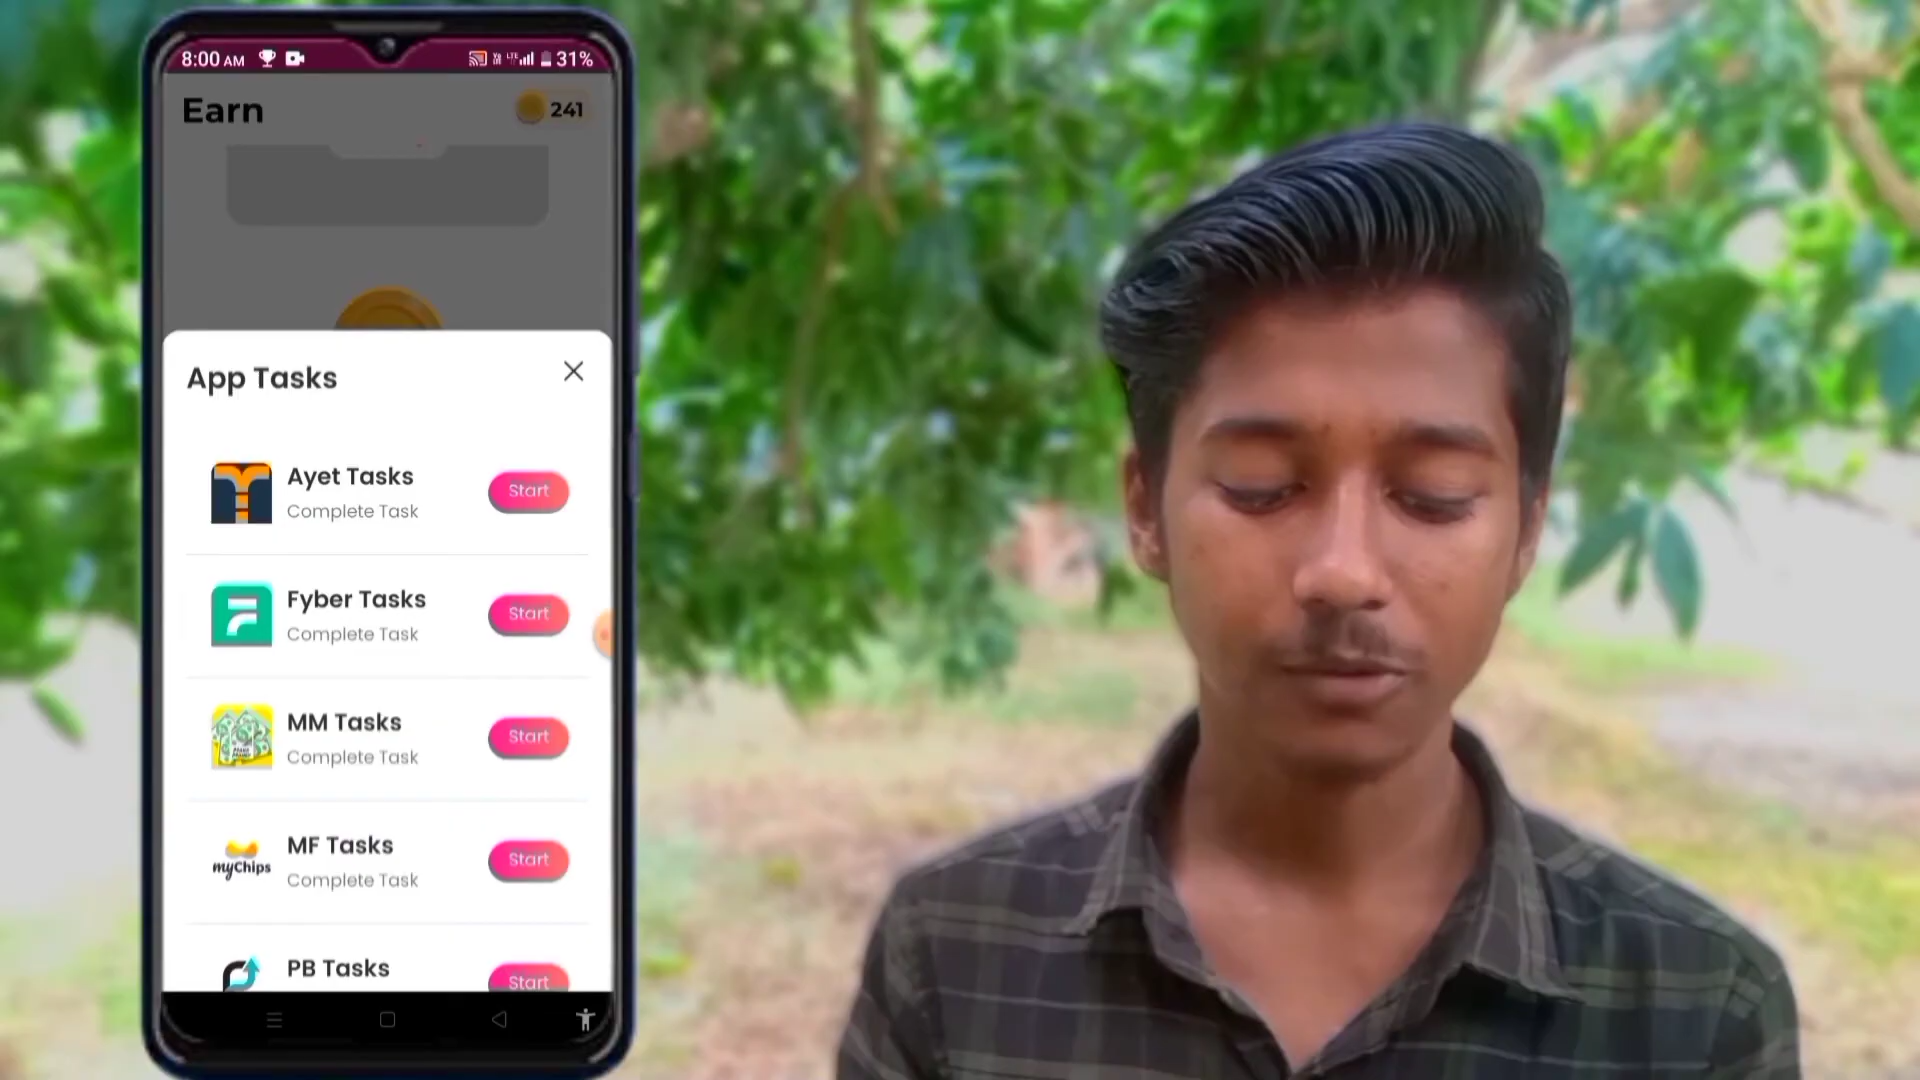 8:00 AM 31%
Earn 241
App Tasks
Ayet Tasks
Complete Task
Start
Fyber Tasks
Complete Task
Start
MM Tasks
Complete Task
Start
myChips
MF Tasks
Complete Task
Start
PB Tasks
Start